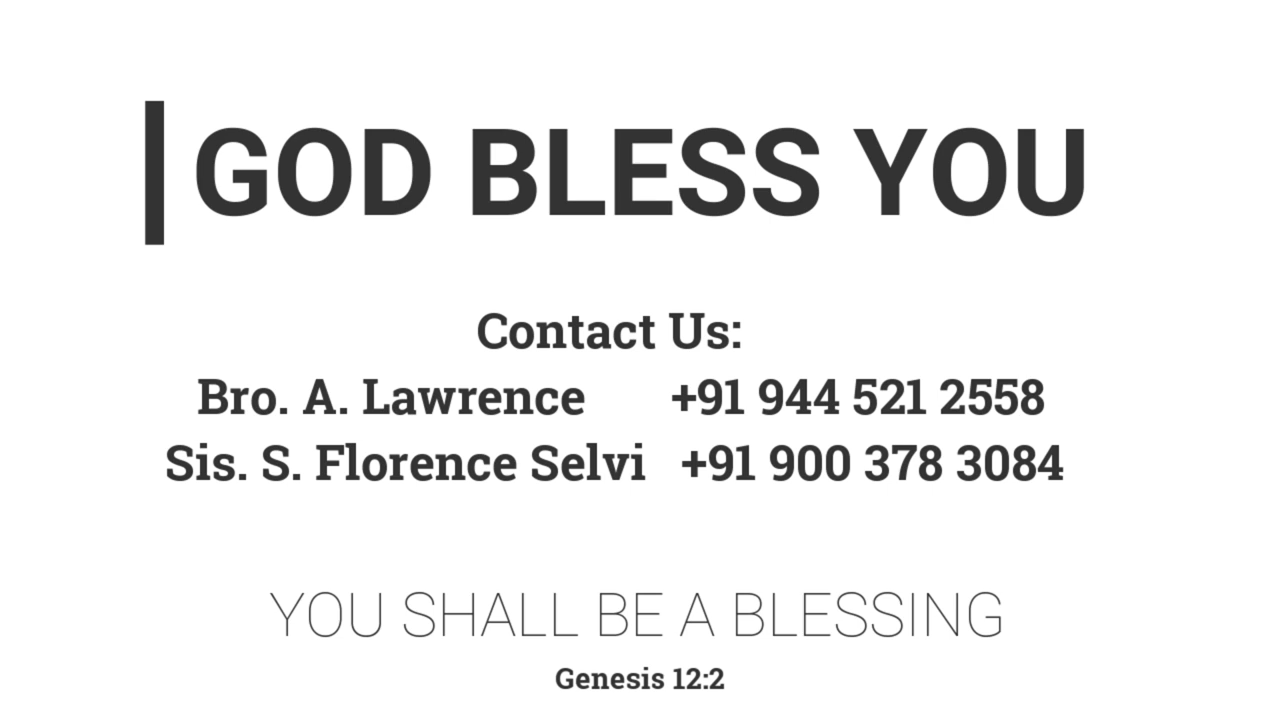 GOD BLESS YOU
Contact Us:
Bro. A. Lawrence +91 944 521 2558
Sis. S. Florence Selvi +91 900 378 3084
YOU SHALL BE A BLESSING
Genesis 12:2